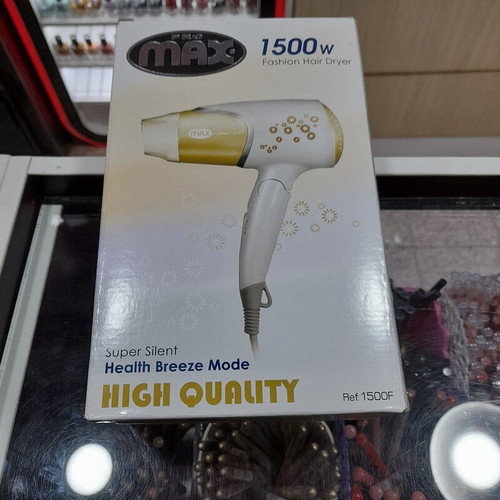 PRO
MAX
1500w
Fashion Hair Dryer
MAX
Super Silent
Health Breeze Mode
HIGH QUALITY
Ref.1500F